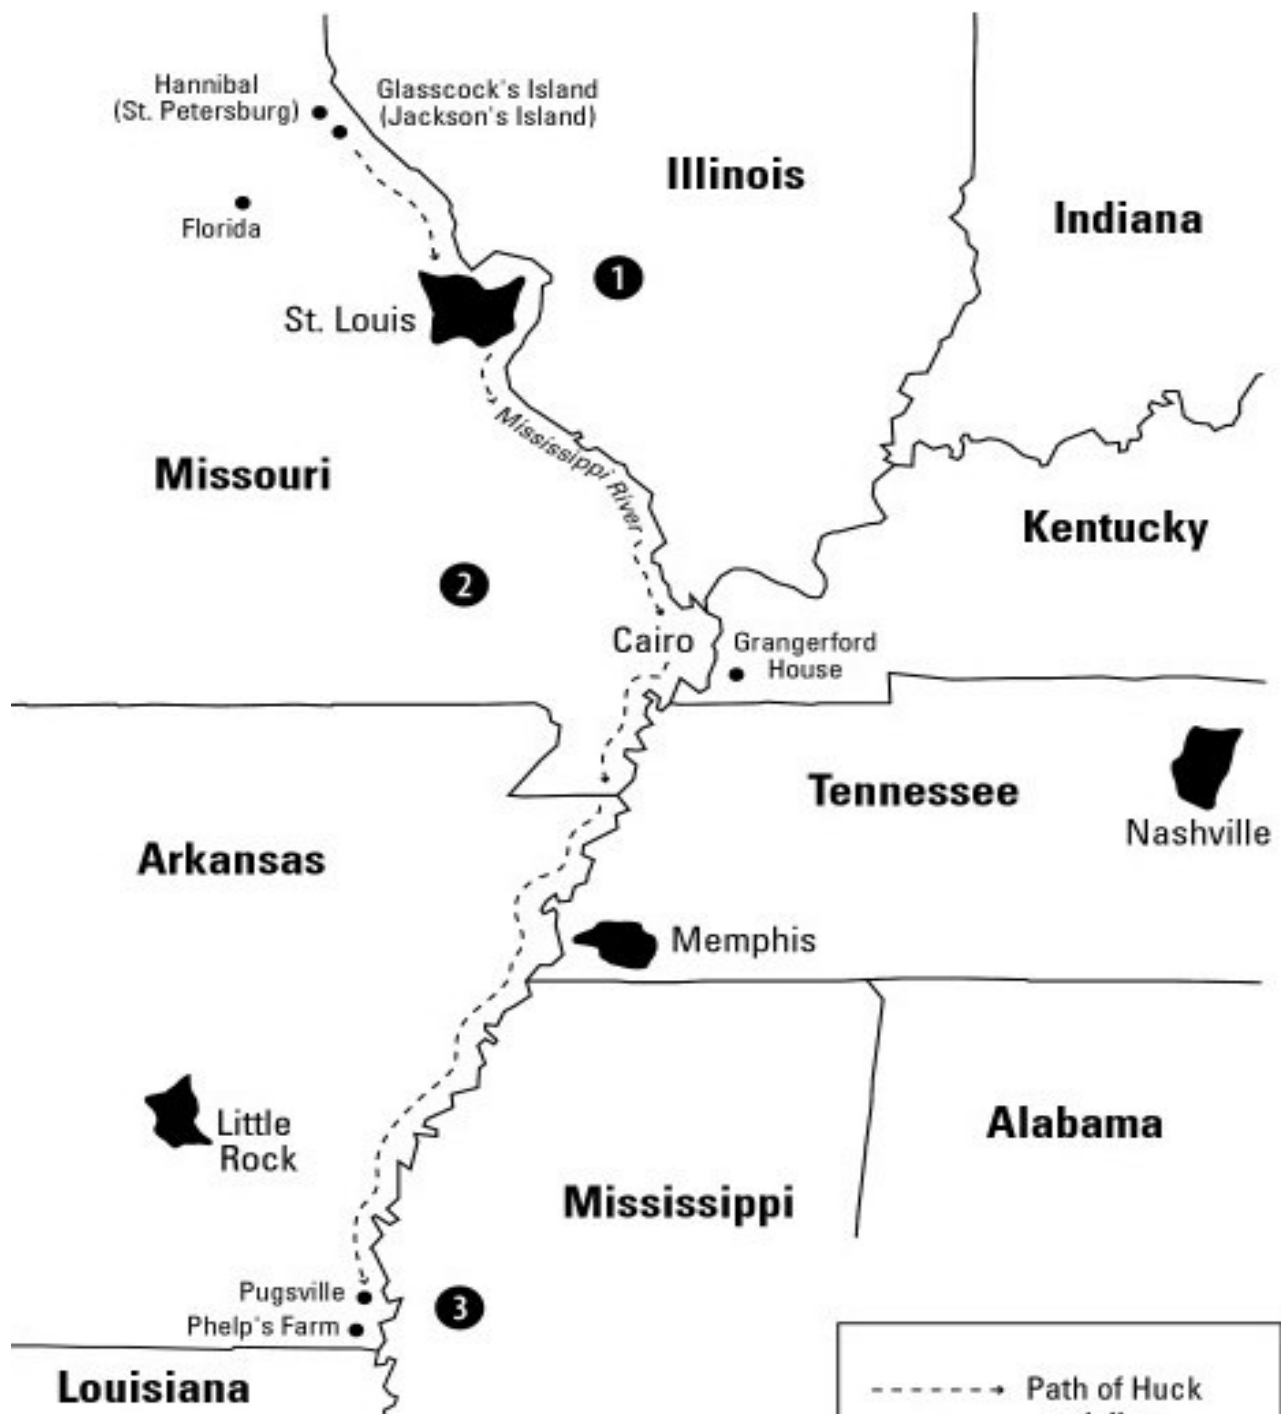 Hannibal
(St. Petersburg)
Glasscock's Island
(Jackson's Island)
Illinois
Indiana
Florida
1
St. Louis
Mississippi River
Missouri
Kentucky
2
Cairo
Grangerford
House
Tennessee
Nashville
Arkansas
Memphis
Little
Rock
Alabama
Mississippi
Pugsville
3
Phelp's Farm
Louisiana
Path of Huck